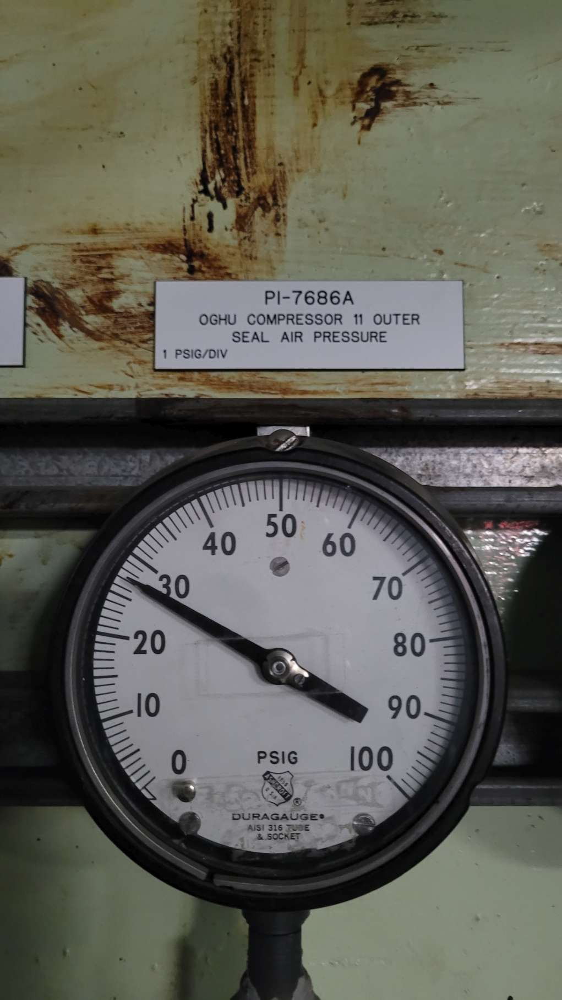 PI-7686A
OGHU COMPRESSOR 11 OUTER
SEAL AIR PRESSURE
1 PSIG/DIV
50
40
60
30
70
20
80
10
90
0
PSIG
100
ASHCROFT
U.S.A.
®
DURAGAUGE®
AISI 316 TUBE
& SOCKET